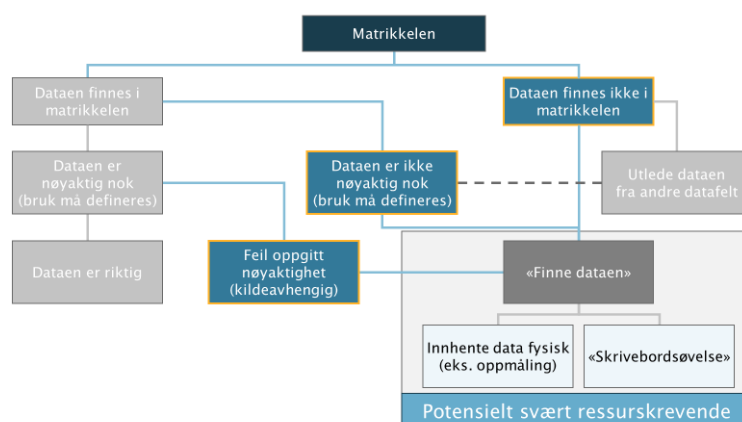 Matrikkelen
Dataen finnes i
matrikkelen
Dataen finnes ikke i
matrikkelen
Dataen er
nøyaktig nok
(bruk må defineres)
Dataen er ikke
nøyaktig nok
(bruk må defineres)
Utlede dataen
fra andre datafelt
Dataen er riktig
Feil oppgitt
nøyaktighet
(kildeavhengig)
«Finne dataen»
Innhente data fysisk
(eks. oppmåling)
«Skrivebordsøvelse»
Potensielt svært ressurskrevende